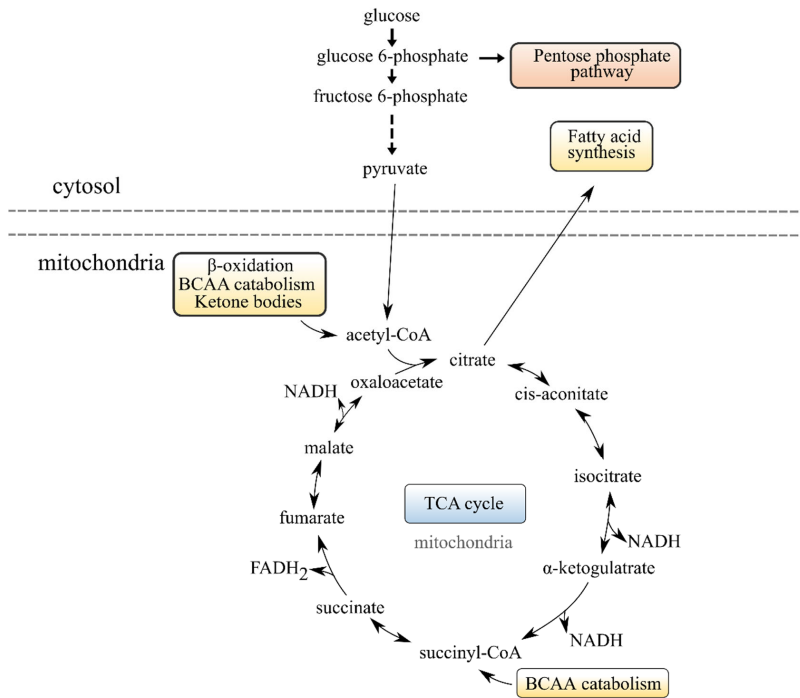 glucose
glucose 6-phosphate
Pentose phosphate
pathway
fructose 6-phosphate
Fatty acid
synthesis
pyruvate
cytosol
mitochondria
β-oxidation
BCAA catabolism
Ketone bodies
acetyl-CoA
citrate
oxaloacetate
cis-aconitate
NADH
malate
isocitrate
TCA cycle
fumarate
mitochondria
NADH
α-ketogulatrate
FADH2
succinate
NADH
succinyl-CoA
BCAA catabolism